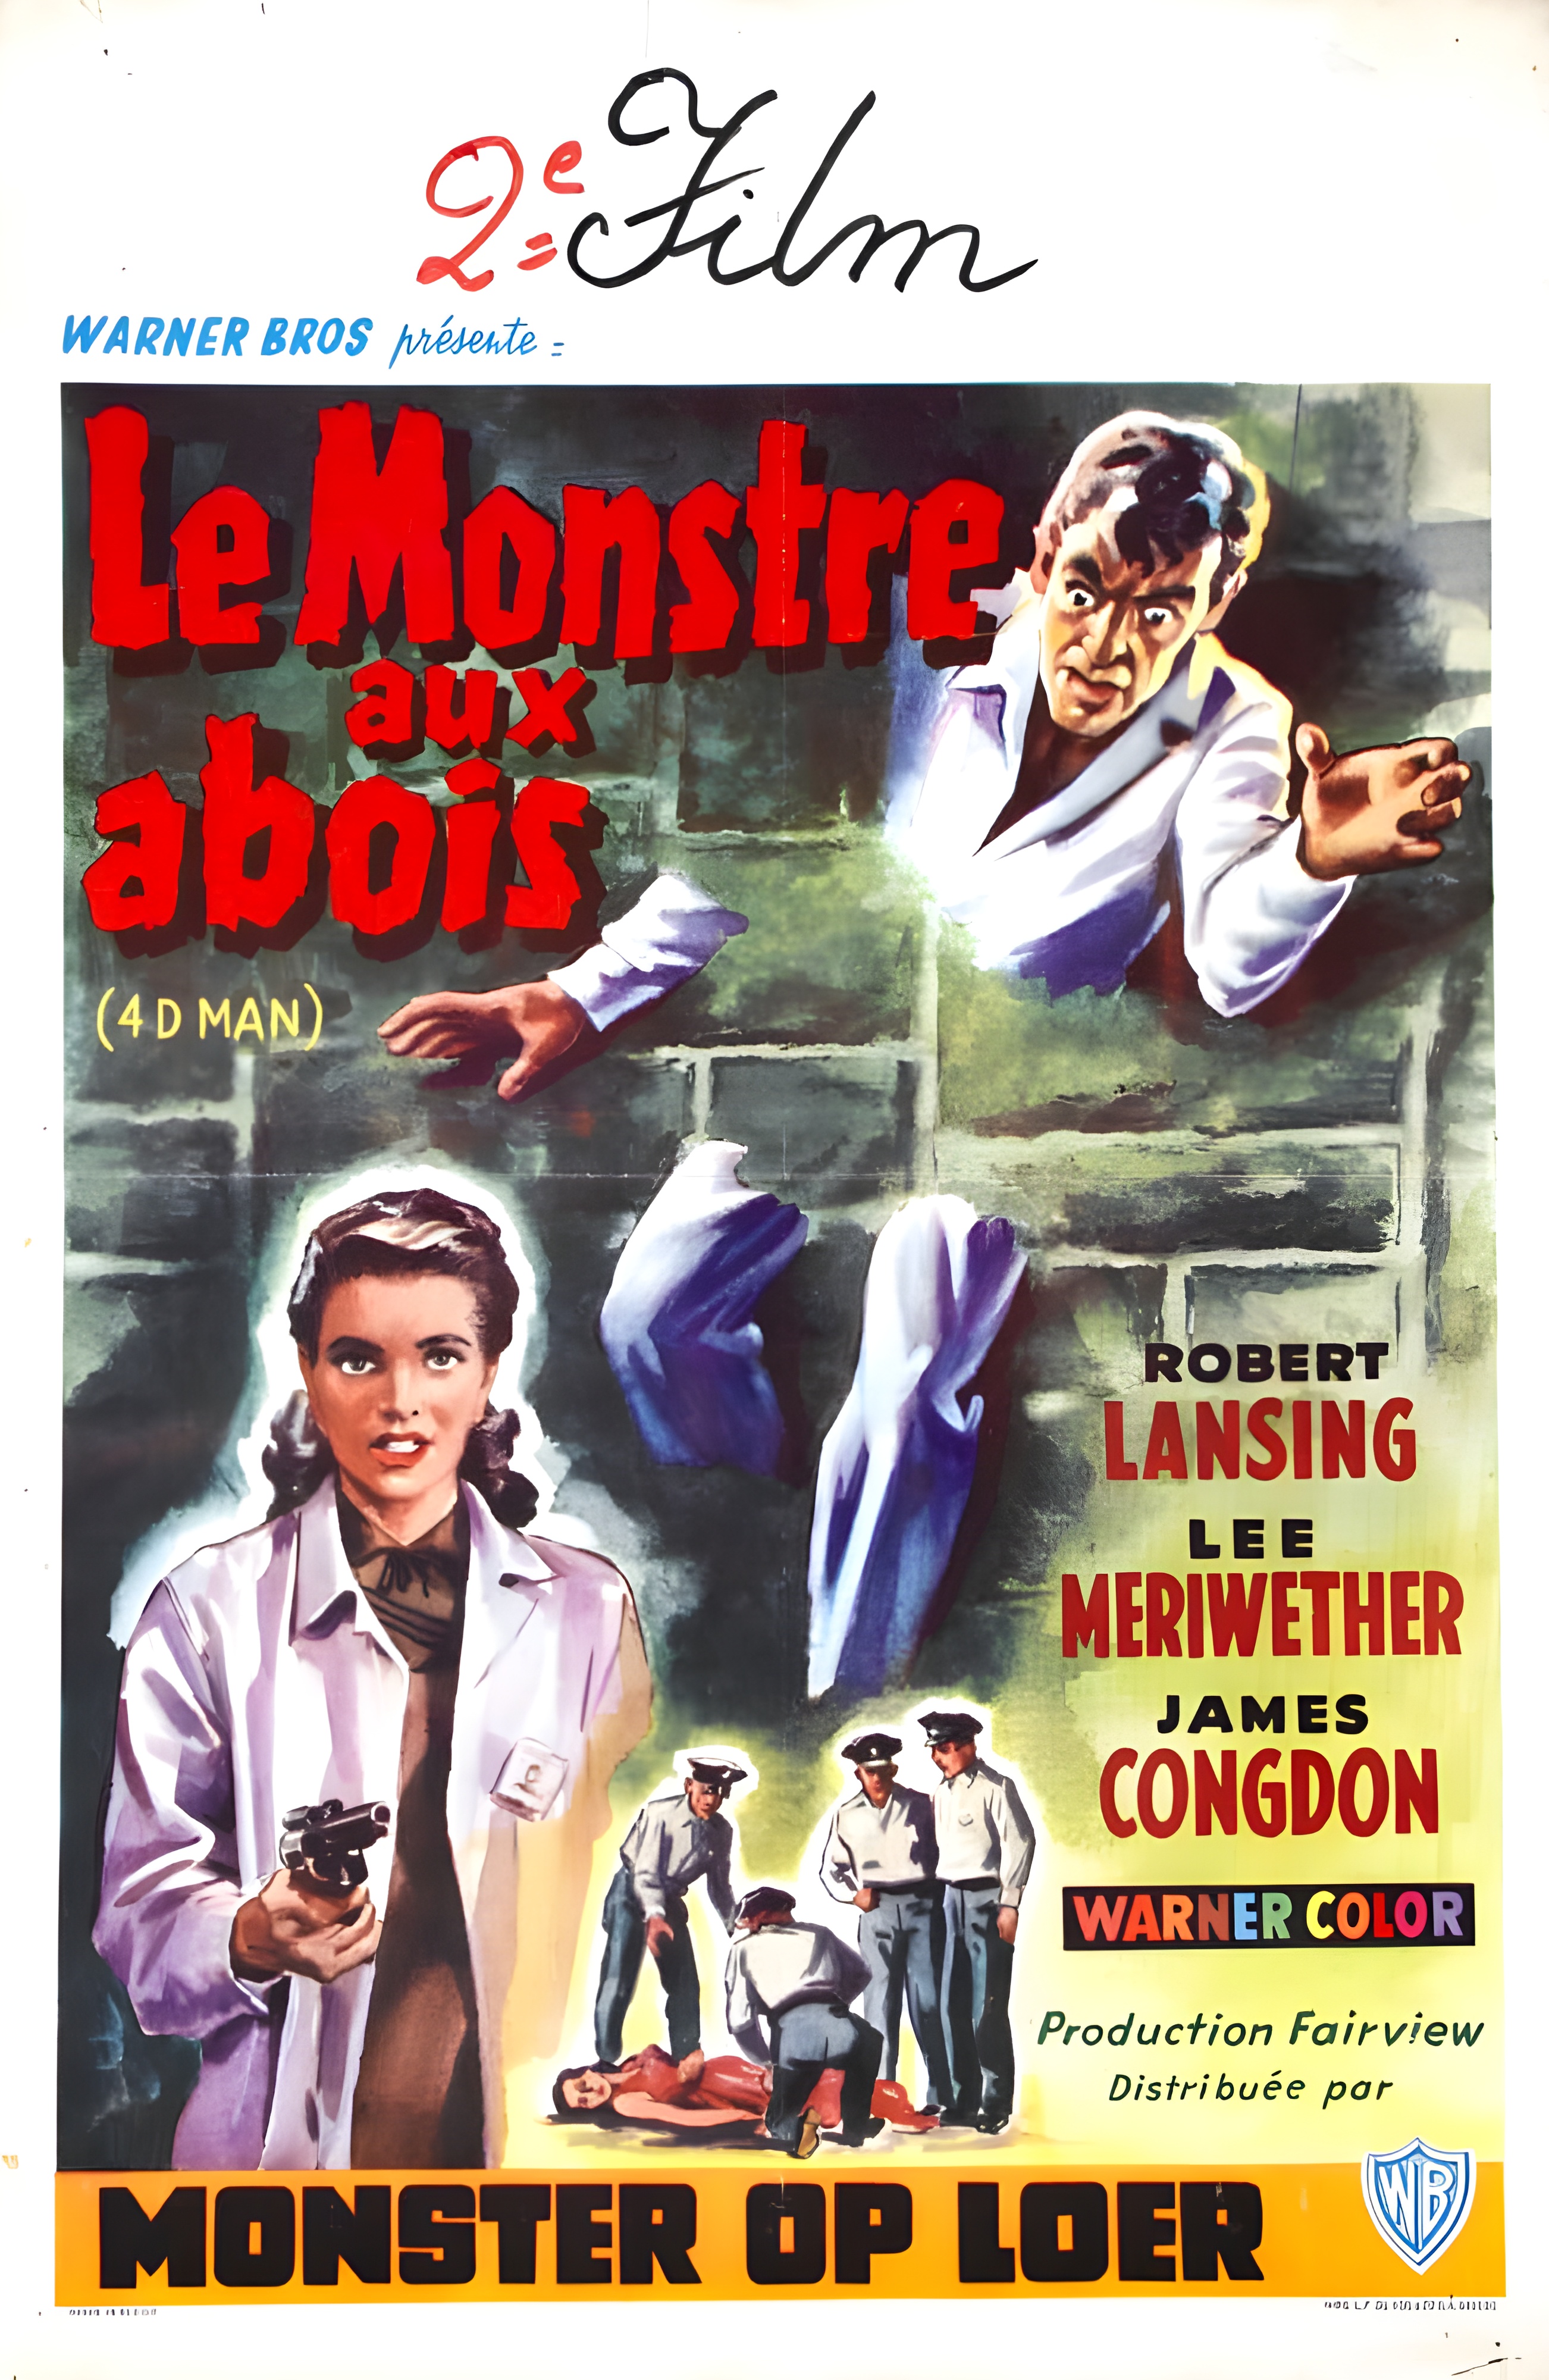 2e Film
WARNER BROS présente =
Le Monstre
aux
abois
(4 D MAN)
ROBERT
LANSING
LEE
MERIWETHER
JAMES
CONGDON
WARNER COLOR
Production Fairview
Distribuée par
WB
MONSTER OP LOER